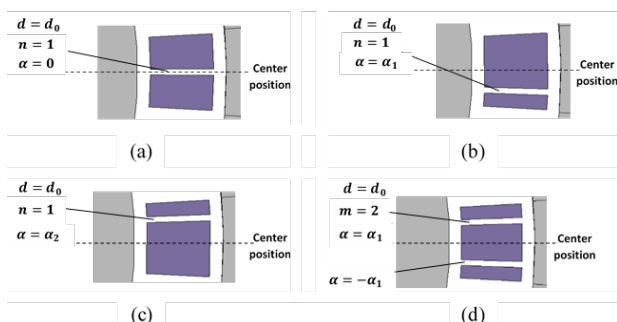 d = d₀
n = 1
α = 0
Center
position
(a)
d = d₀
n = 1
α = α₁
Center
position
(b)
d = d₀
n = 1
α = α₂
Center
position
(c)
d = d₀
m = 2
α = α₁
α = −α₁
Center
position
(d)